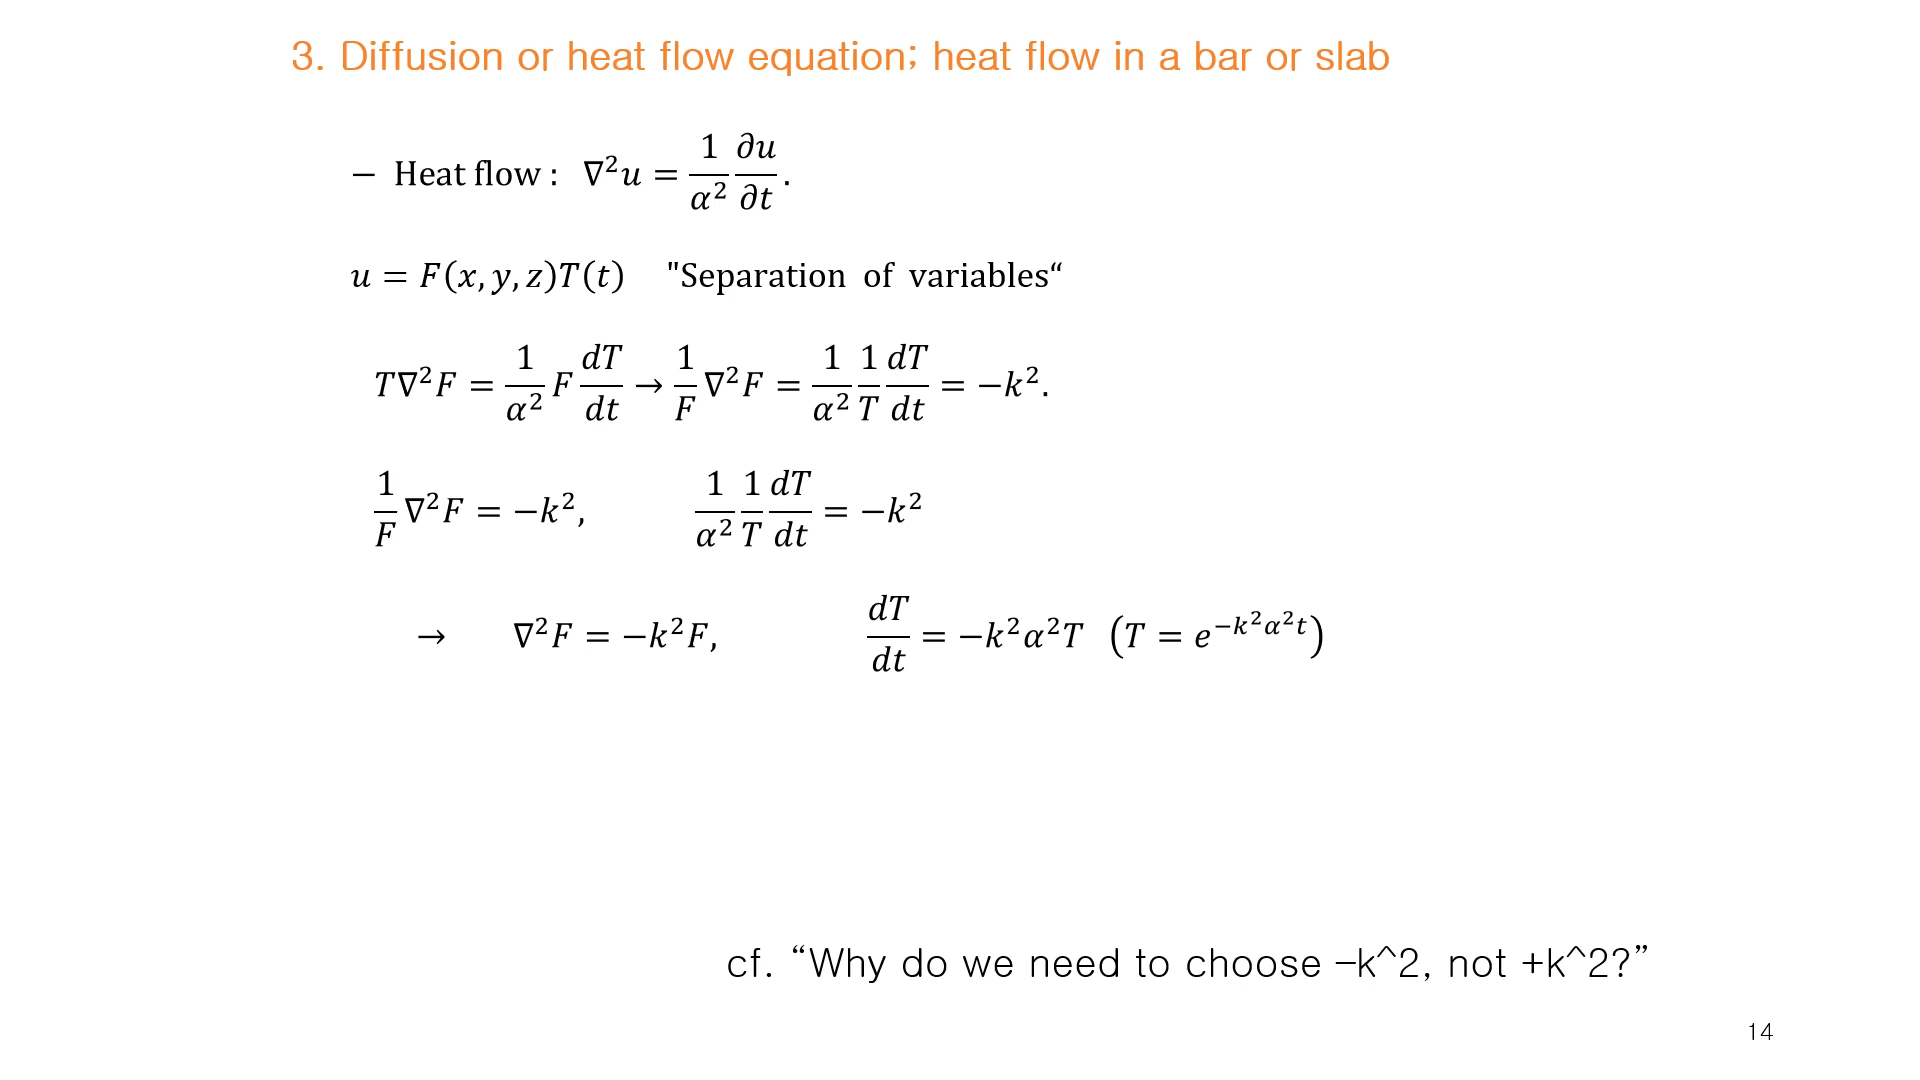 3. Diffusion or heat flow equation; heat flow in a bar or slab
− Heat flow : ∇²u = 1/α² ∂u/∂t.
u = F(x, y, z)T(t) "Separation of variables“
T∇²F = 1/α² F dT/dt → 1/F ∇²F = 1/α² 1/T dT/dt = −k².
1/F ∇²F = −k², 1/α² 1/T dT/dt = −k²
→ ∇²F = −k²F, dT/dt = −k²α²T (T = e^(−k²α²t))
cf. “Why do we need to choose –k^2, not +k^2?”
14